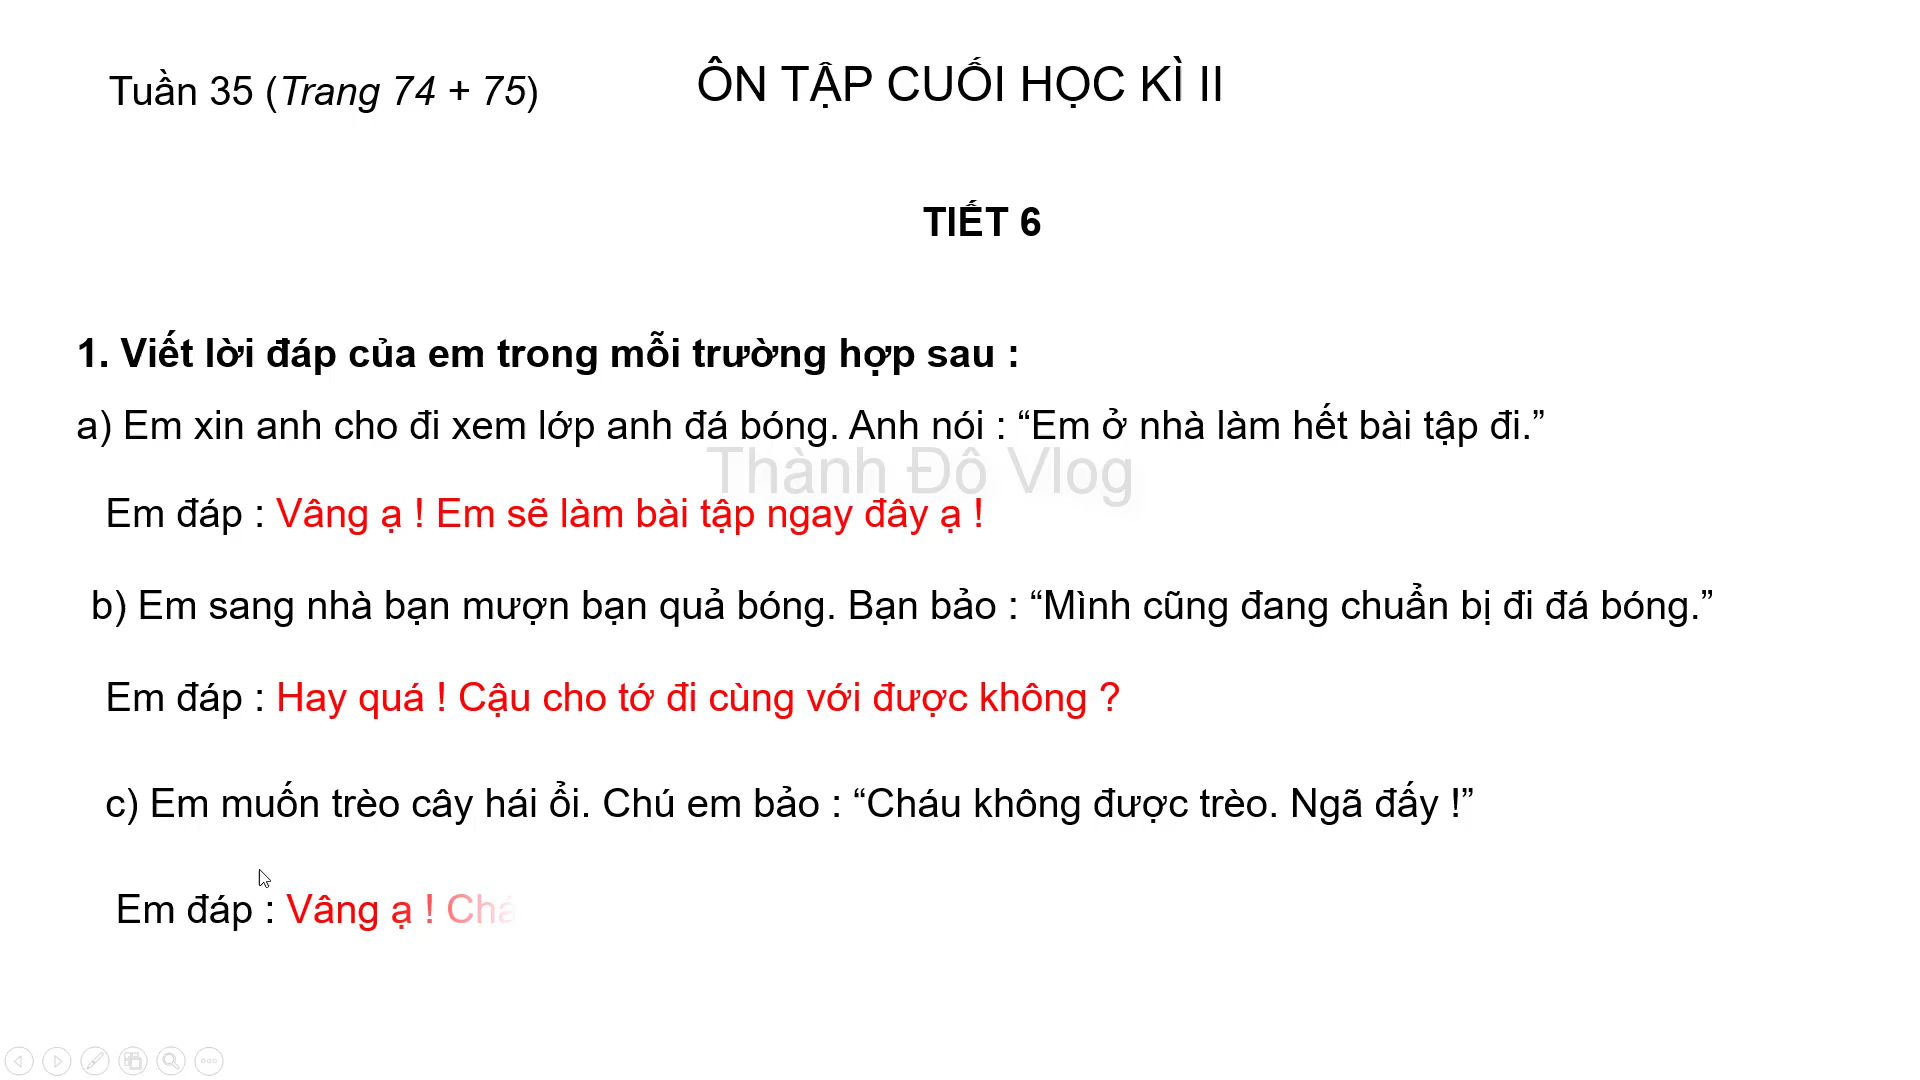 Tuần 35 (Trang 74 + 75)
ÔN TẬP CUỐI HỌC KÌ II
TIẾT 6
1. Viết lời đáp của em trong mỗi trường hợp sau :
a) Em xin anh cho đi xem lớp anh đá bóng. Anh nói : “Em ở nhà làm hết bài tập đi.”
Thành Đô Vlog
Em đáp : Vâng ạ ! Em sẽ làm bài tập ngay đây ạ !
b) Em sang nhà bạn mượn bạn quả bóng. Bạn bảo : “Mình cũng đang chuẩn bị đi đá bóng.”
Em đáp : Hay quá ! Cậu cho tớ đi cùng với được không ?
c) Em muốn trèo cây hái ổi. Chú em bảo : “Cháu không được trèo. Ngã đấy !”
Em đáp : Vâng ạ !